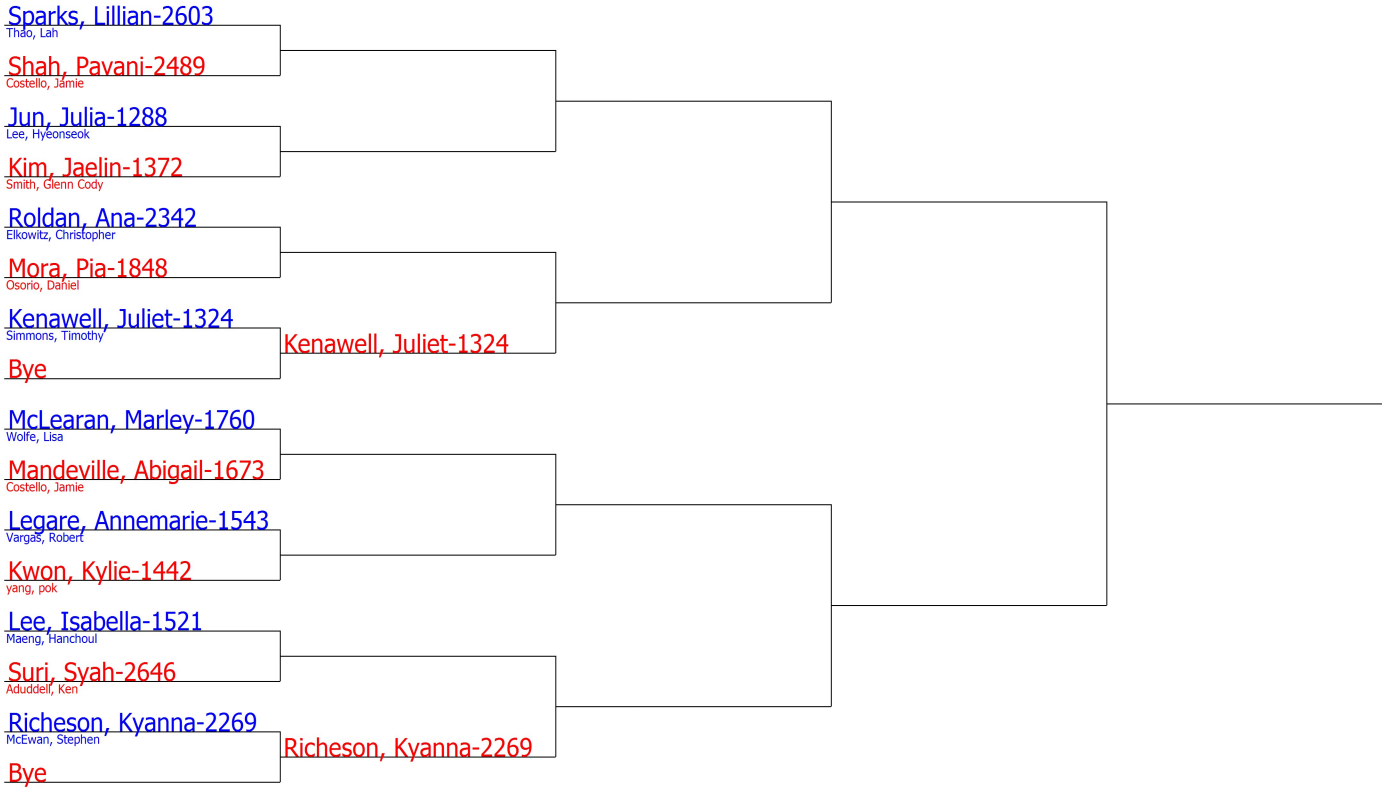 Sparks, Lillian-2603
Thao, Lah
Shah, Pavani-2489
Costello, Jamie
Jun, Julia-1288
Lee, Hyeonseok
Kim, Jaelin-1372
Smith, Glenn Cody
Roldan, Ana-2342
Elkowitz, Christopher
Mora, Pia-1848
Osorio, Daniel
Kenawell, Juliet-1324
Simmons, Timothy
Kenawell, Juliet-1324
Bye
McLearan, Marley-1760
Wolfe, Lisa
Mandeville, Abigail-1673
Costello, Jamie
Legare, Annemarie-1543
Vargas, Robert
Kwon, Kylie-1442
yang, pok
Lee, Isabella-1521
Maeng, Hanchoul
Suri, Syah-2646
Aduddell, Ken
Richeson, Kyanna-2269
McEwan, Stephen
Richeson, Kyanna-2269
Bye